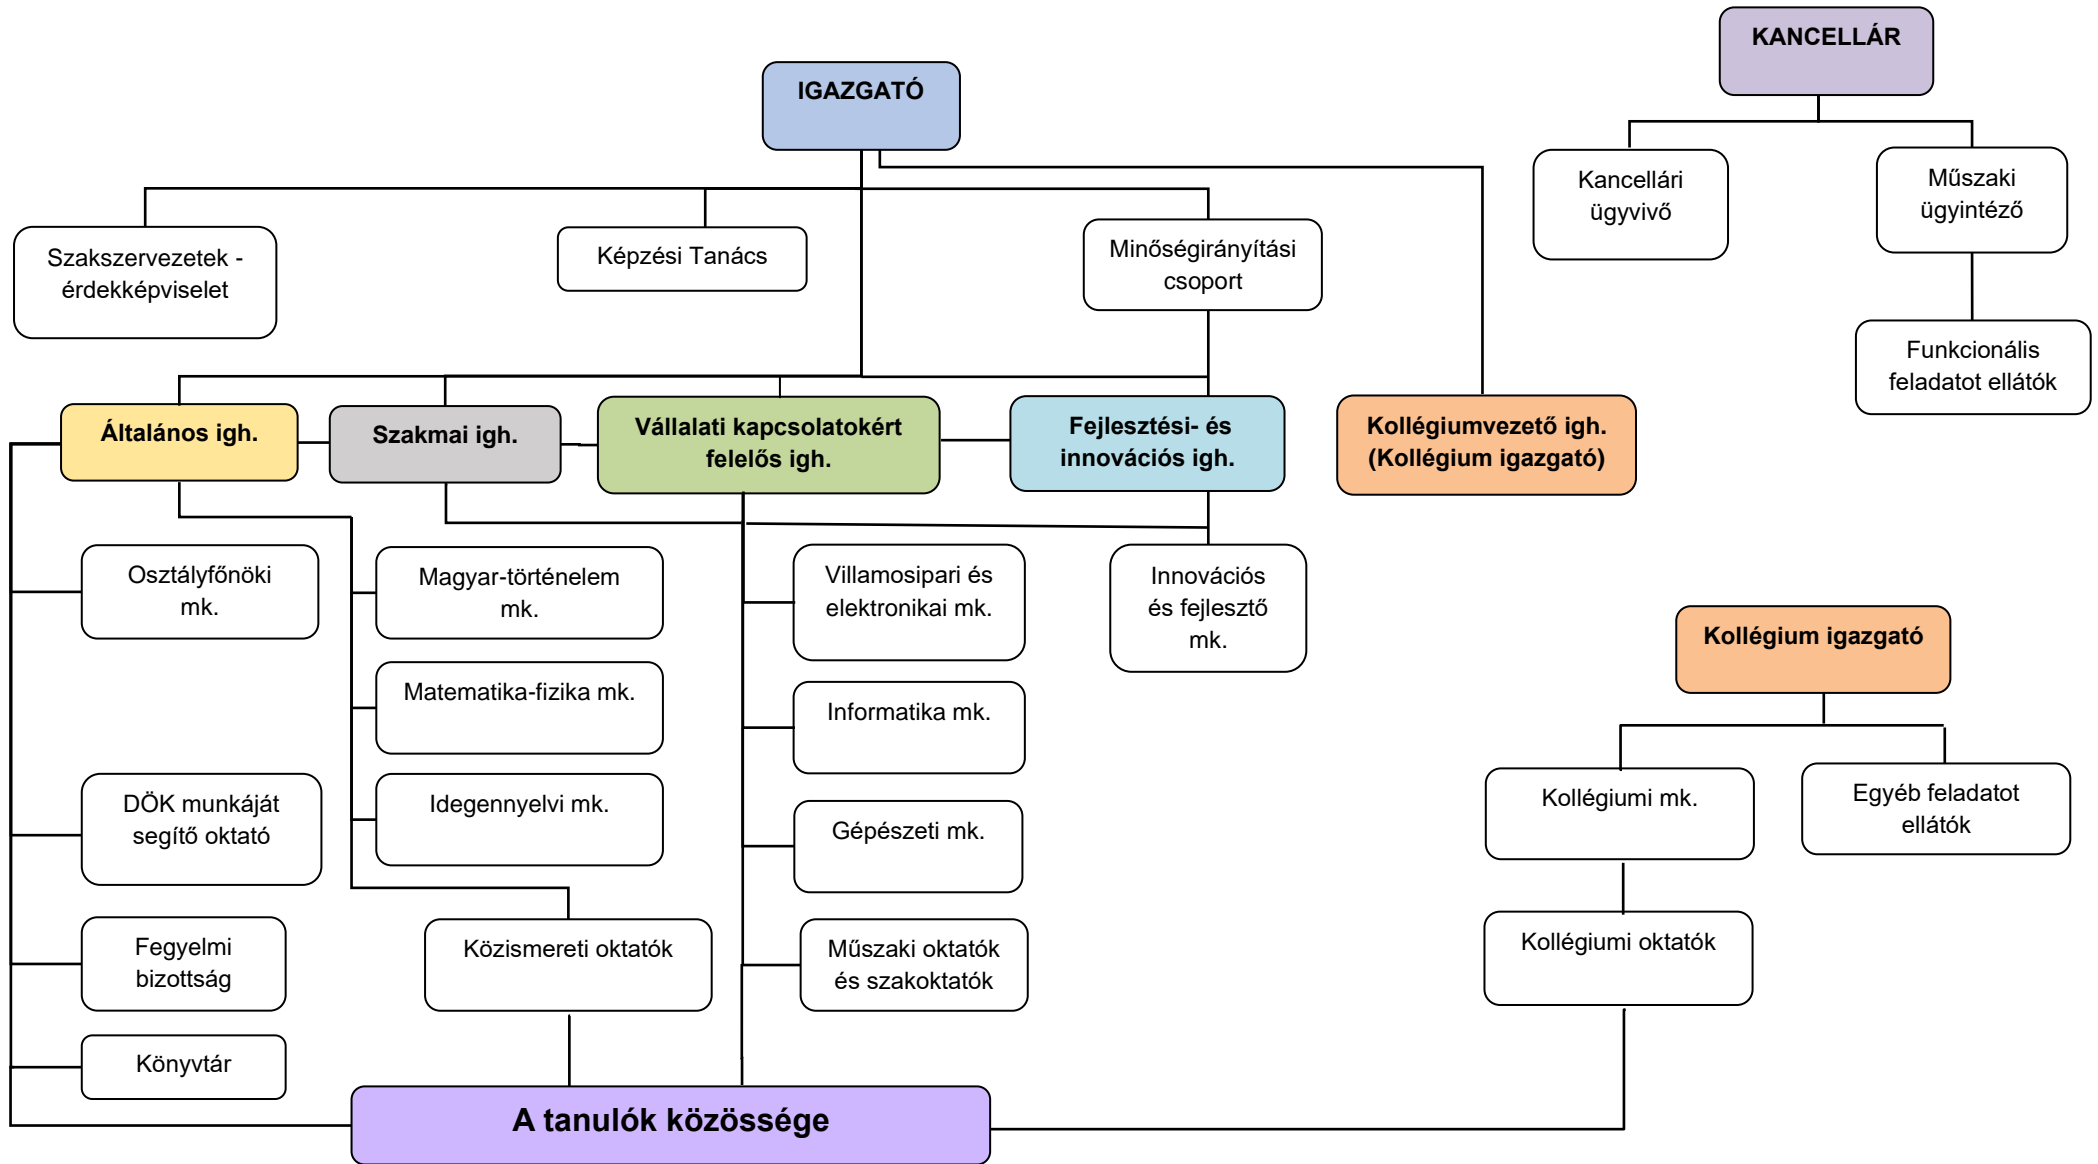 KANCELLÁR
IGAZGATÓ
Kancellári
ügyvivő
Műszaki
ügyintéző
Szakszervezetek -
érdekképviselet
Képzési Tanács
Minőségirányítási
csoport
Funkcionális
feladatot ellátók
Általános igh.
Szakmai igh.
Vállalati kapcsolatokért
felelős igh.
Fejlesztési- és
innovációs igh.
Kollégiumvezető igh.
(Kollégium igazgató)
Osztályfőnöki
mk.
Magyar-történelem
mk.
Villamosipari és
elektronikai mk.
Innovációs
és fejlesztő
mk.
Kollégium igazgató
Matematika-fizika mk.
Informatika mk.
DÖK munkáját
segítő oktató
Idegennyelvi mk.
Gépészeti mk.
Kollégiumi mk.
Egyéb feladatot
ellátók
Fegyelmi
bizottság
Közismereti oktatók
Műszaki oktatók
és szakoktatók
Kollégiumi oktatók
Könyvtár
A tanulók közössége